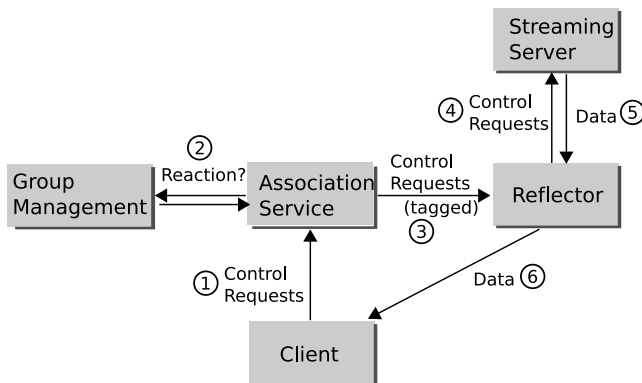 Streaming
Server
④ Control
Requests
Data ⑤
②
Reaction?
Group
Management
Association
Service
Control
Requests
(tagged)
③
Reflector
① Control
Requests
Data ⑥
Client